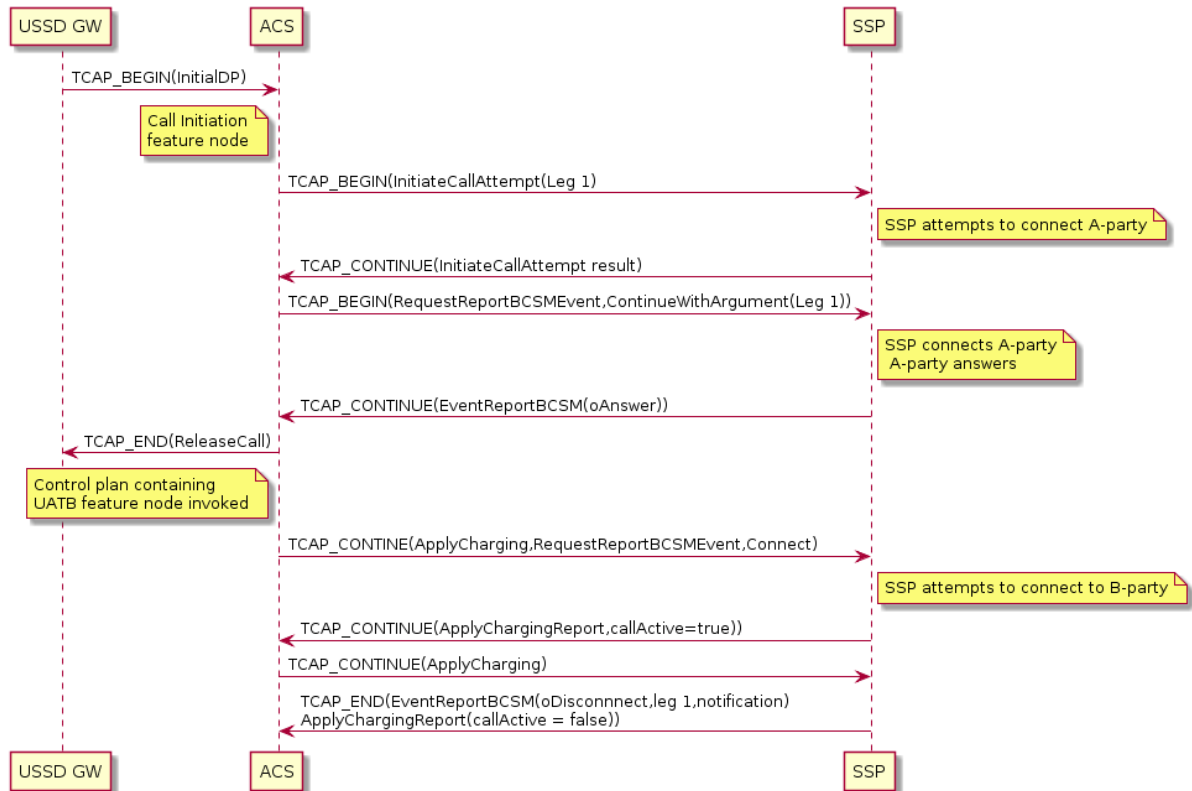 USSD GW
ACS
SSP
TCAP_BEGIN(InitialDP)
Call Initiation
feature node
TCAP_BEGIN(InitiateCallAttempt(Leg 1)
SSP attempts to connect A-party
TCAP_CONTINUE(InitiateCallAttempt result)
TCAP_BEGIN(RequestReportBCSMEvent,ContinueWithArgument(Leg 1))
SSP connects A-party
A-party answers
TCAP_CONTINUE(EventReportBCSM(oAnswer))
TCAP_END(ReleaseCall)
Control plan containing
UATB feature node invoked
TCAP_CONTINE(ApplyCharging,RequestReportBCSMEvent,Connect)
SSP attempts to connect to B-party
TCAP_CONTINUE(ApplyChargingReport,callActive=true))
TCAP_CONTINUE(ApplyCharging)
TCAP_END(EventReportBCSM(oDisconnnect,leg 1,notification)
ApplyChargingReport(callActive = false))
USSD GW
ACS
SSP